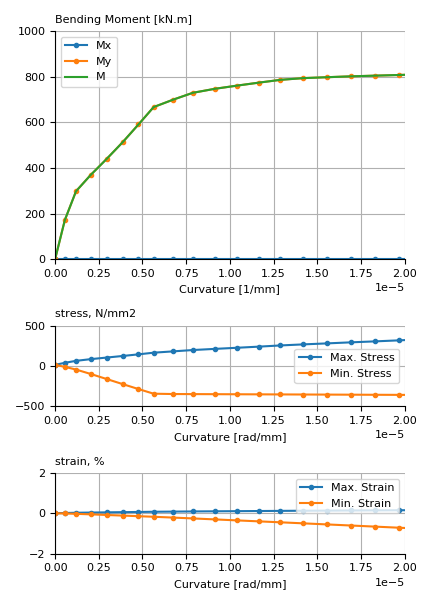 Bending Moment [kN.m]
1000
800
600
400
200
0
Mx
My
M
0.00 0.25 0.50 0.75 1.00 1.25 1.50 1.75 2.00
1e−5
Curvature [1/mm]
stress, N/mm2
500
0
−500
Max. Stress
Min. Stress
0.00 0.25 0.50 0.75 1.00 1.25 1.50 1.75 2.00
1e−5
Curvature [rad/mm]
strain, %
2
0
−2
Max. Strain
Min. Strain
0.00 0.25 0.50 0.75 1.00 1.25 1.50 1.75 2.00
1e−5
Curvature [rad/mm]